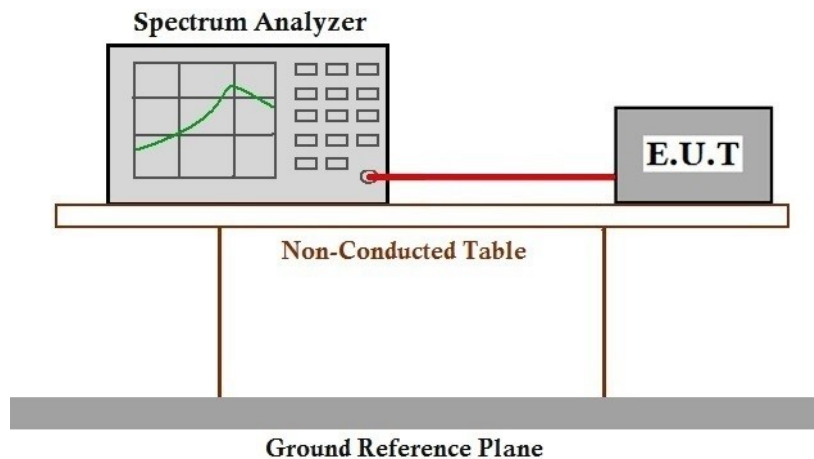 Spectrum Analyzer
E.U.T
Non-Conducted Table
Ground Reference Plane